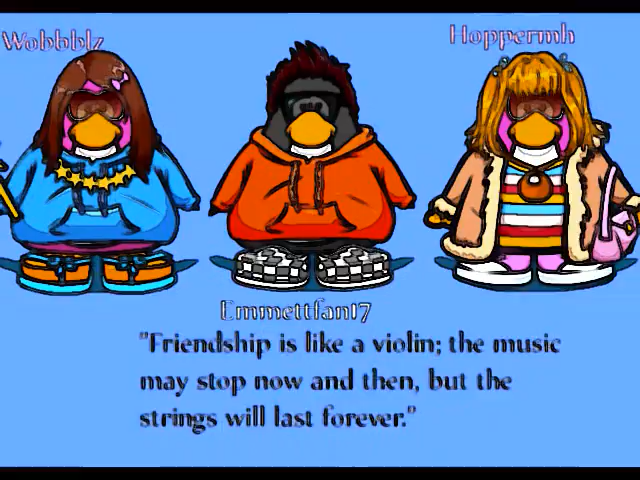 Wobbblz
Hoppermh
Emmettfan17
"Friendship is like a violin; the music
may stop now and then, but the
strings will last forever."